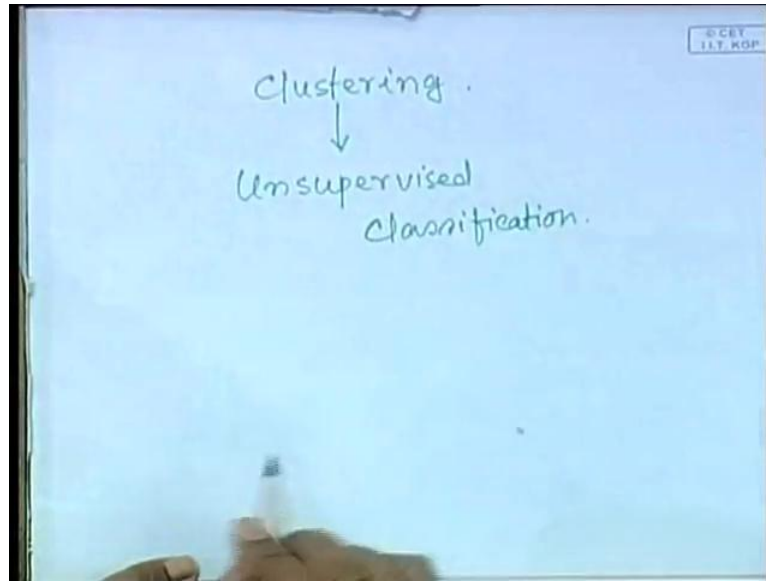 © CET
I.I.T. KGP
Clustering.
Unsupervised
Classification.